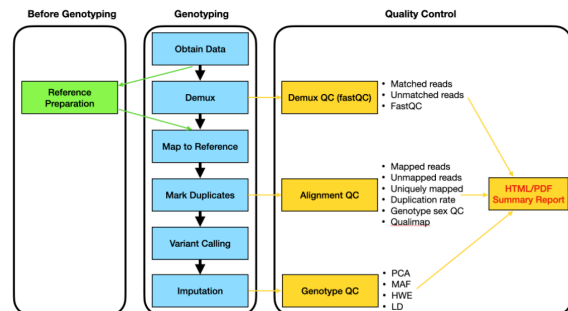 Before Genotyping
Genotyping
Quality Control
Obtain Data
Reference
Preparation
Demux
Demux QC (fastQC)
• Matched reads
• Unmatched reads
• FastQC
Map to Reference
Mark Duplicates
Alignment QC
• Mapped reads
• Unmapped reads
• Uniquely mapped
• Duplication rate
• Genotype sex QC
• Qualimap
HTML/PDF
Summary Report
Variant Calling
Imputation
Genotype QC
• PCA
• MAF
• HWE
• LD